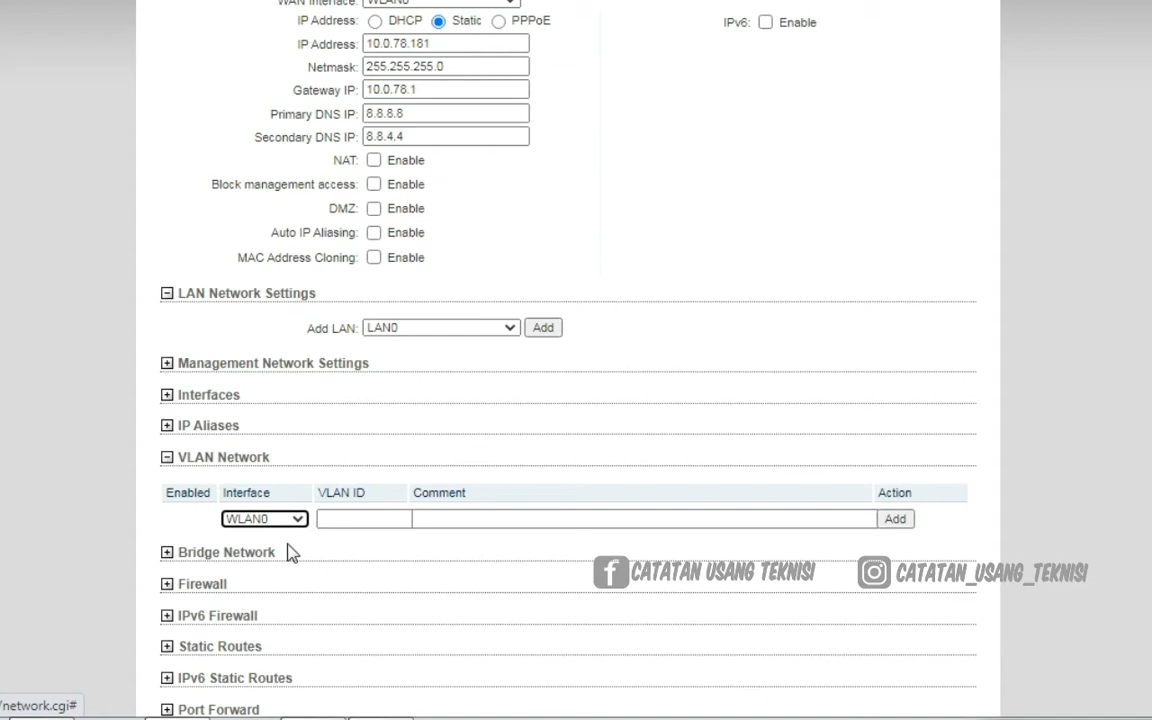 WAN Interface: WLAN0
IP Address: DHCP Static PPPoE
IPv6: Enable
IP Address: 10.0.78.181
Netmask: 255.255.255.0
Gateway IP: 10.0.78.1
Primary DNS IP: 8.8.8.8
Secondary DNS IP: 8.8.4.4
NAT: Enable
Block management access: Enable
DMZ: Enable
Auto IP Aliasing: Enable
MAC Address Cloning: Enable
LAN Network Settings
Add LAN: LAN0 Add
Management Network Settings
Interfaces
IP Aliases
VLAN Network
Enabled Interface VLAN ID Comment Action
WLAN0 Add
Bridge Network
CATATAN USANG TEKNISI
CATATAN_USANG_TEKNISI
Firewall
IPv6 Firewall
Static Routes
IPv6 Static Routes
/network.cgi#
Port Forward